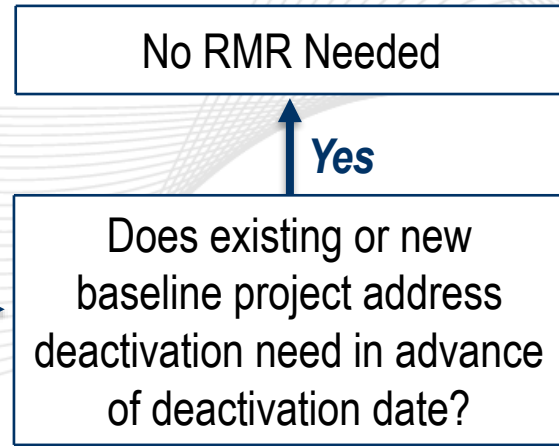 No RMR Needed
Yes
Does existing or new
baseline project address
deactivation need in advance
of deactivation date?